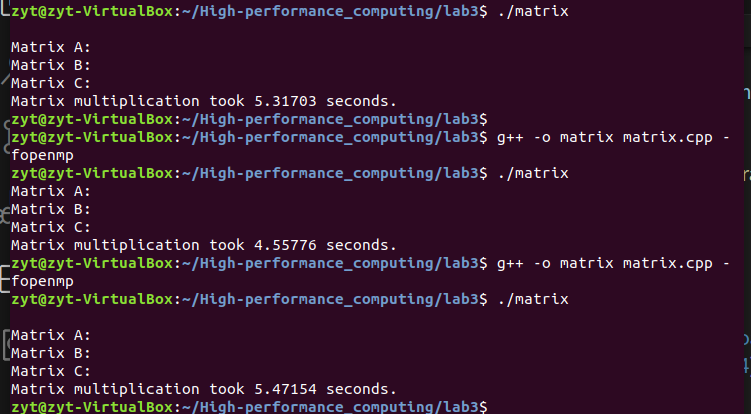 zyt@zyt-VirtualBox:~/High-performance_computing/lab3$ ./matrix
Matrix A:
Matrix B:
Matrix C:
Matrix multiplication took 5.31703 seconds.
zyt@zyt-VirtualBox:~/High-performance_computing/lab3$
zyt@zyt-VirtualBox:~/High-performance_computing/lab3$ g++ -o matrix matrix.cpp -
fopenmp
zyt@zyt-VirtualBox:~/High-performance_computing/lab3$ ./matrix
Matrix A:
Matrix B:
Matrix C:
Matrix multiplication took 4.55776 seconds.
zyt@zyt-VirtualBox:~/High-performance_computing/lab3$ g++ -o matrix matrix.cpp -
fopenmp
zyt@zyt-VirtualBox:~/High-performance_computing/lab3$ ./matrix
Matrix A:
Matrix B:
Matrix C:
Matrix multiplication took 5.47154 seconds.
zyt@zyt-VirtualBox:~/High-performance_computing/lab3$